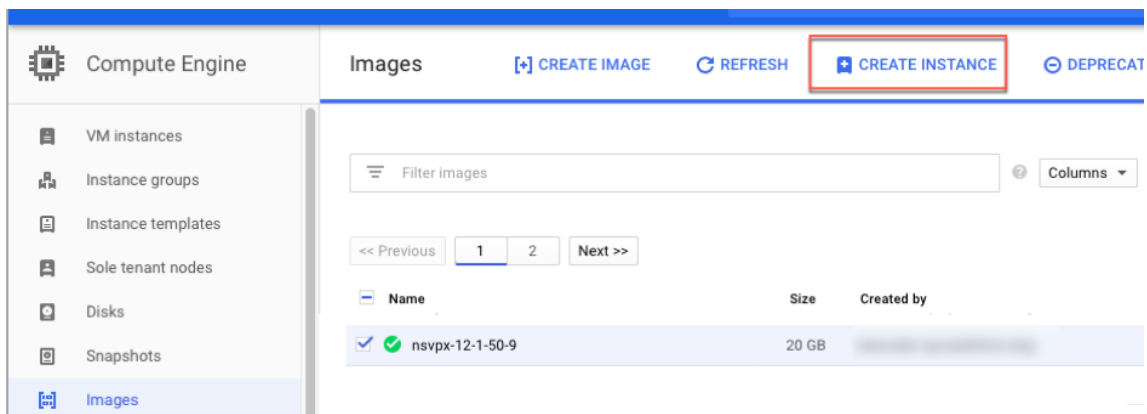 Compute Engine
Images
CREATE IMAGE
REFRESH
CREATE INSTANCE
DEPRECAT
VM instances
Instance groups
Instance templates
Sole tenant nodes
Disks
Snapshots
Images
Filter images
Columns
<< Previous
1
2
Next >>
Name Size Created by
nsvpx-12-1-50-9 20 GB